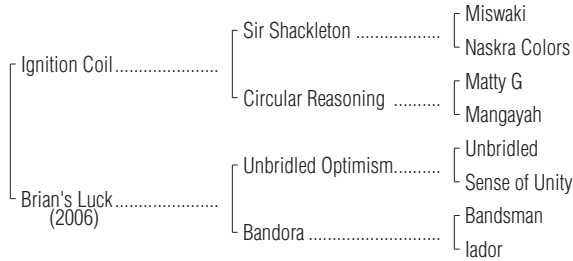 Miswaki
Sir Shackleton ..................
Naskra Colors
Ignition Coil......................
Matty G
Circular Reasoning ..........
Mangayah
Unbridled
Unbridled Optimism..........
Sense of Unity
Brian's Luck......................
(2006)
Bandsman
Bandora ............................
Iador